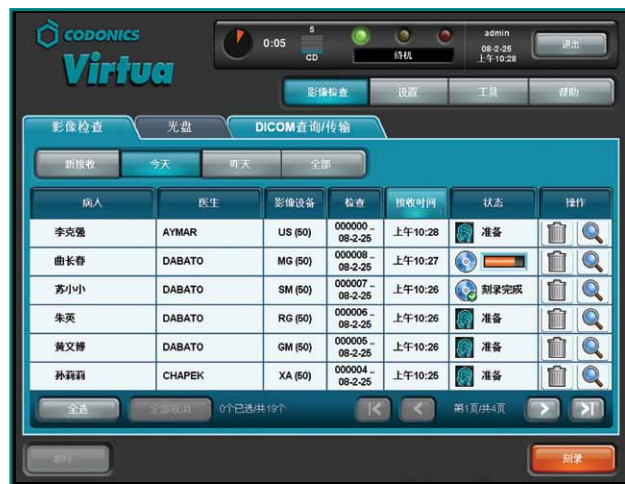 CODONICS
Virtua
0:05
5
CD
待机
admin
08-2-25
上午10:28
退出
影像检查 设置 工具 帮助
影像检查 光盘 DICOM查询/传输
新接收 今天 昨天 全部
病人 医生 影像设备 检查 接收时间 状态 操作
李克强 AYMAR US (50) 000000 .. 08-2-25 上午10:28 准备
曲长春 DABATO MG (50) 000008 .. 08-2-25 上午10:27
苏小小 DABATO SM (50) 000007 .. 08-2-25 上午10:26 刻录完成
朱英 DABATO RG (50) 000006 .. 08-2-25 上午10:26 准备
黄文博 DABATO GM (50) 000005 .. 08-2-25 上午10:26 准备
孙莉莉 CHAPEK XA (50) 000004 .. 08-2-25 上午10:25 准备
全选 全部取消 0个已选/共19个 第1页/共4页
刻录